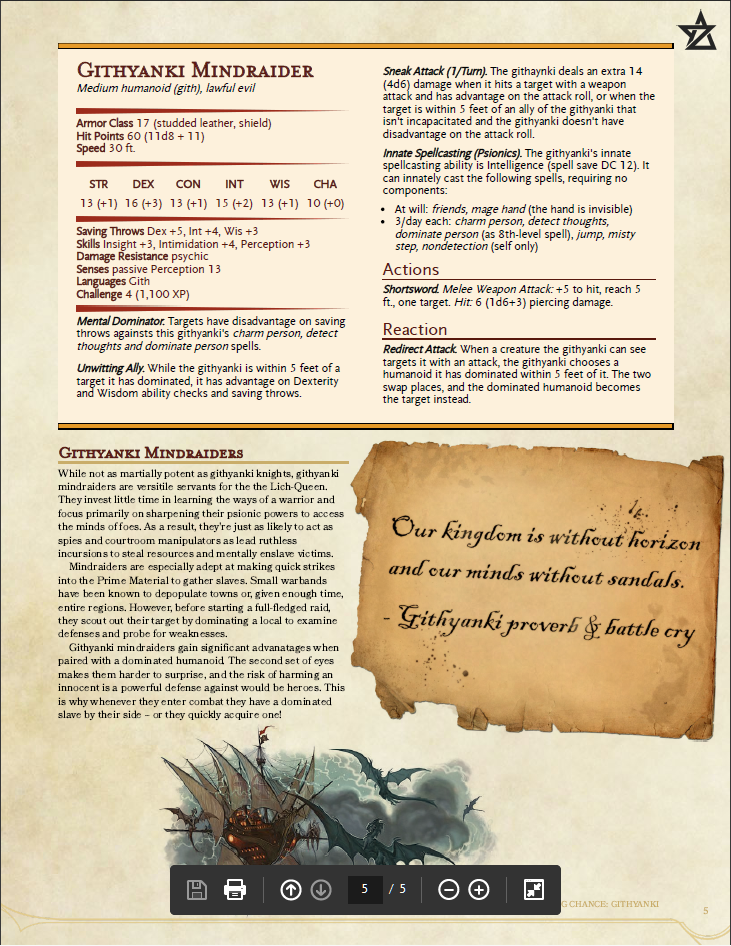 Githyanki Mindraider
Medium humanoid (gith), lawful evil
Armor Class 17 (studded leather, shield)
Hit Points 60 (11d8 + 11)
Speed 30 ft.
STR DEX CON INT WIS CHA
13 (+1) 16 (+3) 13 (+1) 15 (+2) 13 (+1) 10 (+0)
Saving Throws Dex +5, Int +4, Wis +3
Skills Insight +3, Intimidation +4, Perception +3
Damage Resistance psychic
Senses passive Perception 13
Languages Gith
Challenge 4 (1,100 XP)
Mental Dominator. Targets have disadvantage on saving
throws againsts this githyanki's charm person, detect
thoughts and dominate person spells.
Unwitting Ally. While the githyanki is within 5 feet of a
target it has dominated, it has advantage on Dexterity
and Wisdom ability checks and saving throws.
Sneak Attack (1/Turn). The githaynki deals an extra 14
(4d6) damage when it hits a target with a weapon
attack and has advantage on the attack roll, or when the
target is within 5 feet of an ally of the githyanki that
isn't incapacitated and the githyanki doesn't have
disadvantage on the attack roll.
Innate Spellcasting (Psionics). The githyanki's innate
spellcasting ability is Intelligence (spell save DC 12). It
can innately cast the following spells, requiring no
components:
• At will: friends, mage hand (the hand is invisible)
• 3/day each: charm person, detect thoughts,
dominate person (as 8th-level spell), jump, misty
step, nondetection (self only)
Actions
Shortsword. Melee Weapon Attack: +5 to hit, reach 5
ft., one target. Hit: 6 (1d6+3) piercing damage.
Reaction
Redirect Attack. When a creature the githyanki can see
targets it with an attack, the githyanki chooses a
humanoid it has dominated within 5 feet of it. The two
swap places, and the dominated humanoid becomes
the target instead.
Githyanki Mindraiders
While not as martially potent as githyanki knights, githyanki
mindraiders are versitile servants for the the Lich-Queen.
They invest little time in learning the ways of a warrior and
focus primarily on sharpening their psionic powers to access
the minds of foes. As a result, they're just as likely to act as
spies and courtroom manipulators as lead ruthless
incursions to steal resources and mentally enslave victims.
Mindraiders are especially adept at making quick strikes
into the Prime Material to gather slaves. Small warbands
have been known to depopulate towns or, given enough time,
entire regions. However, before starting a full-fledged raid,
they scout out their target by dominating a local to examine
defenses and probe for weaknesses.
Githyanki mindraiders gain significant advanatages when
paired with a dominated humanoid. The second set of eyes
makes them harder to surprise, and the risk of harming an
innocent is a powerful defense against would be heroes. This
is why whenever they enter combat they have a dominated
slave by their side – or they quickly acquire one!
Our kingdom is without horizon
and our minds without sandals.
- Githyanki proverb & battle cry
5 / 5
G CHANCE: GITHYANKI
5